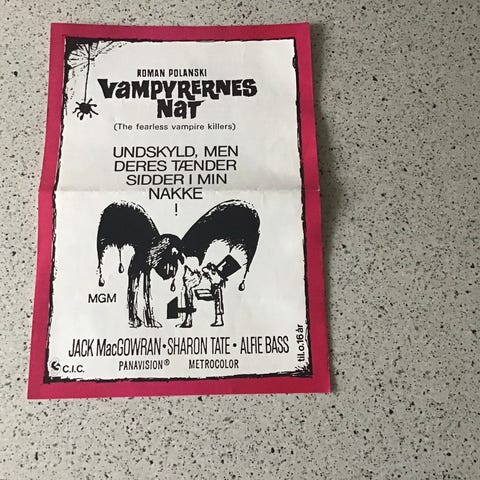 ROMAN POLANSKI
VAMPYRERNES
NAT
(The fearless vampire killers)
UNDSKYLD, MEN
DERES TÆNDER
SIDDER I MIN
NAKKE
!
MGM
JACK MacGOWRAN · SHARON TATE · ALFIE BASS
C.I.C.
PANAVISION® METROCOLOR
til.o.16 år